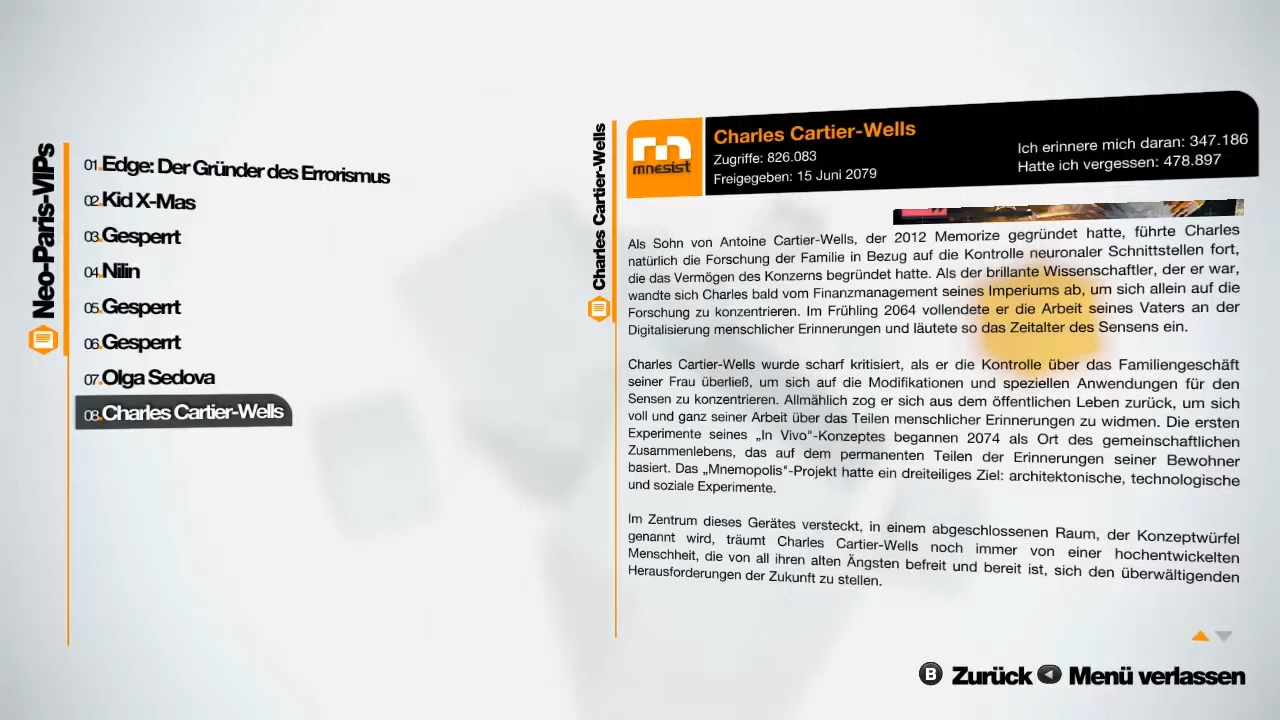 Neo-Paris-VIPs
01.Edge: Der Gründer des Errorismus
02.Kid X-Mas
03.Gesperrt
04.Nilin
05.Gesperrt
06.Gesperrt
07.Olga Sedova
08.Charles Cartier-Wells
Charles Cartier-Wells
mnesist
Charles Cartier-Wells
Zugriffe: 826.083
Freigegeben: 15 Juni 2079
Ich erinnere mich daran: 347.186
Hatte ich vergessen: 478.897
Als Sohn von Antoine Cartier-Wells, der 2012 Memorize gegründet hatte, führte Charles
natürlich die Forschung der Familie in Bezug auf die Kontrolle neuronaler Schnittstellen fort,
die das Vermögen des Konzerns begründet hatte. Als der brillante Wissenschaftler, der er war,
wandte sich Charles bald vom Finanzmanagement seines Imperiums ab, um sich allein auf die
Forschung zu konzentrieren. Im Frühling 2064 vollendete er die Arbeit seines Vaters an der
Digitalisierung menschlicher Erinnerungen und läutete so das Zeitalter des Sensens ein.
Charles Cartier-Wells wurde scharf kritisiert, als er die Kontrolle über das Familiengeschäft
seiner Frau überließ, um sich auf die Modifikationen und speziellen Anwendungen für den
Sensen zu konzentrieren. Allmählich zog er sich aus dem öffentlichen Leben zurück, um sich
voll und ganz seiner Arbeit über das Teilen menschlicher Erinnerungen zu widmen. Die ersten
Experimente seines „In Vivo"-Konzeptes begannen 2074 als Ort des gemeinschaftlichen
Zusammenlebens, das auf dem permanenten Teilen der Erinnerungen seiner Bewohner
basiert. Das „Mnemopolis"-Projekt hatte ein dreiteiliges Ziel: architektonische, technologische
und soziale Experimente.
Im Zentrum dieses Gerätes versteckt, in einem abgeschlossenen Raum, der Konzeptwürfel
genannt wird, träumt Charles Cartier-Wells noch immer von einer hochentwickelten
Menschheit, die von all ihren alten Ängsten befreit und bereit ist, sich den überwältigenden
Herausforderungen der Zukunft zu stellen.
B Zurück Menü verlassen